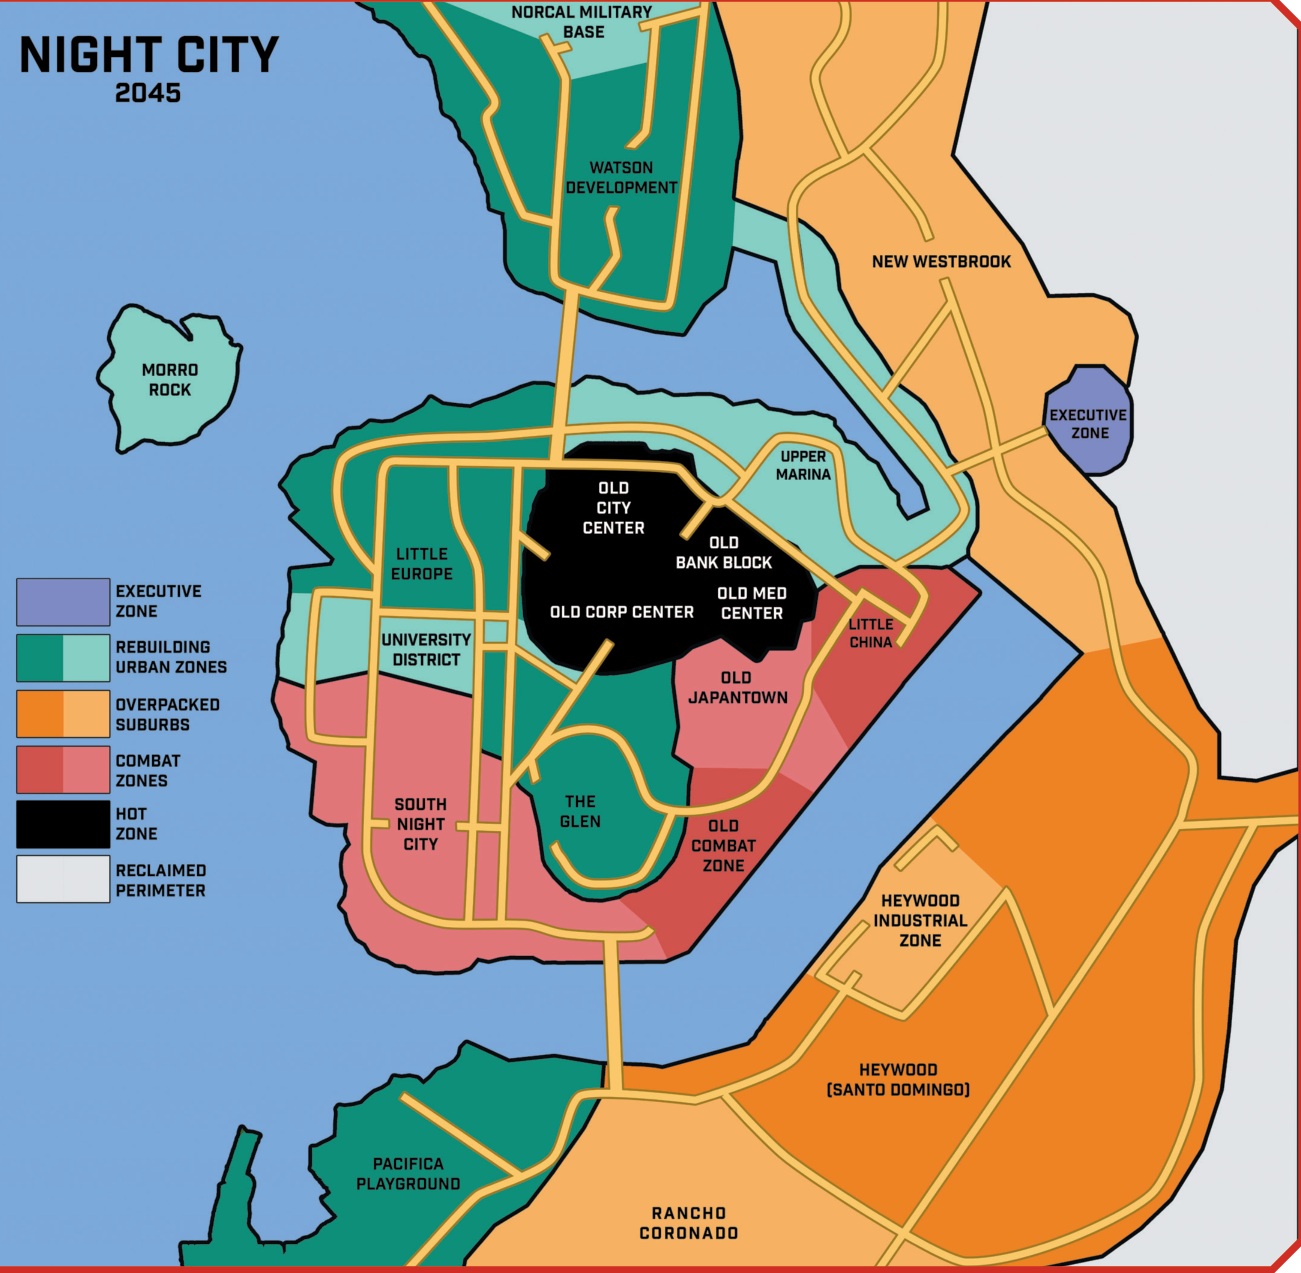 NIGHT CITY
2045
NORCAL MILITARY
BASE
WATSON
DEVELOPMENT
NEW WESTBROOK
MORRO
ROCK
EXECUTIVE
ZONE
UPPER
MARINA
OLD
CITY
CENTER
OLD
BANK BLOCK
LITTLE
EUROPE
OLD MED
CENTER
OLD CORP CENTER
LITTLE
CHINA
UNIVERSITY
DISTRICT
OLD
JAPANTOWN
EXECUTIVE
ZONE
REBUILDING
URBAN ZONES
OVERPACKED
SUBURBS
COMBAT
ZONES
HOT
ZONE
RECLAIMED
PERIMETER
SOUTH
NIGHT
CITY
THE
GLEN
OLD
COMBAT
ZONE
HEYWOOD
INDUSTRIAL
ZONE
HEYWOOD
(SANTO DOMINGO)
PACIFICA
PLAYGROUND
RANCHO
CORONADO